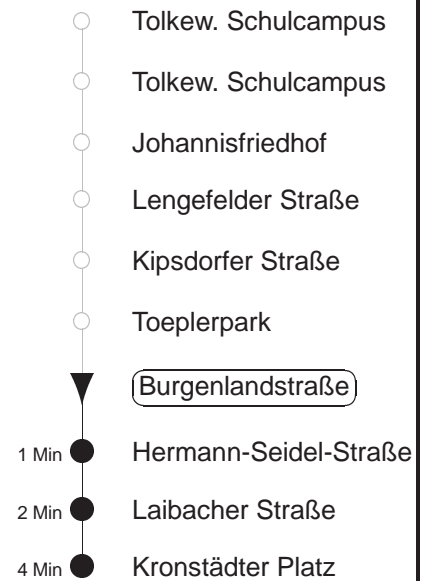 Tolkew. Schulcampus
Tolkew. Schulcampus
Johannisfriedhof
Lengefelder Straße
Kipsdorfer Straße
Toeplerpark
Burgenlandstraße
1 Min Hermann-Seidel-Straße
2 Min Laibacher Straße
4 Min Kronstädter Platz